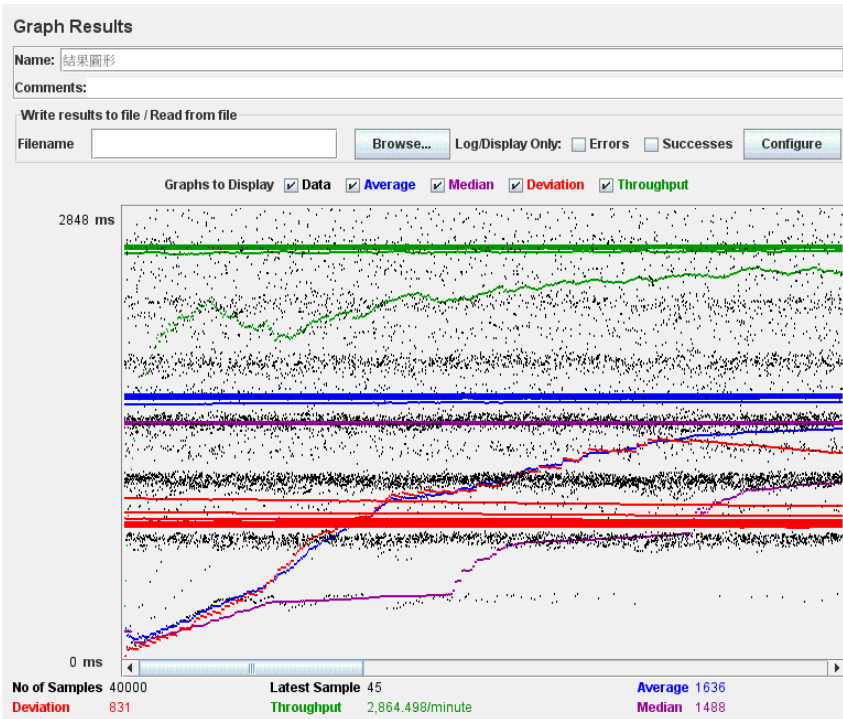 Graph Results
Name: 結果圖形
Comments:
Write results to file / Read from file
Filename Browse... Log/Display Only: Errors Successes Configure
Graphs to Display Data Average Median Deviation Throughput
2848 ms
0 ms
No of Samples 40000 Latest Sample 45 Average 1636
Deviation 831 Throughput 2,864.498/minute Median 1488